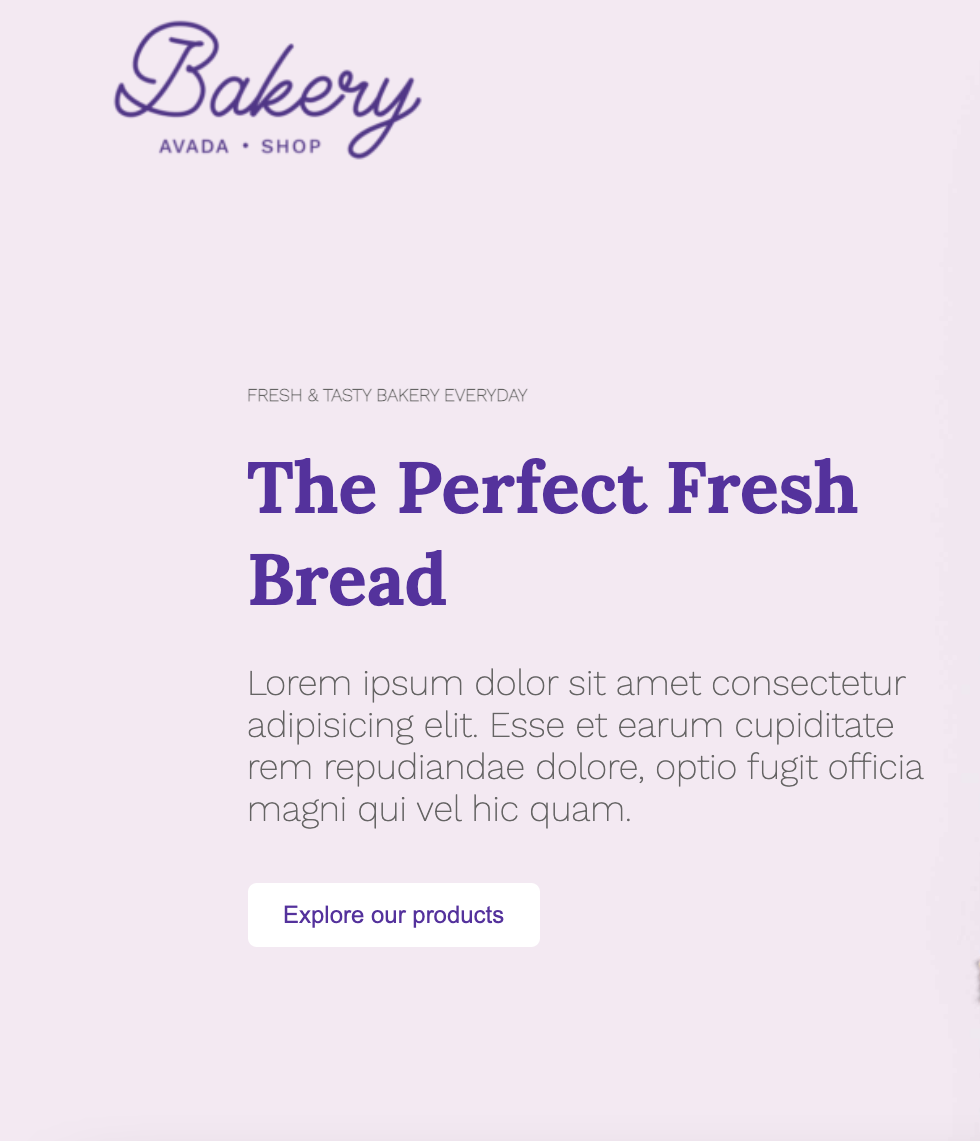 Bakery
AVADA • SHOP
FRESH & TASTY BAKERY EVERYDAY
The Perfect Fresh
Bread
Lorem ipsum dolor sit amet consectetur
adipisicing elit. Esse et earum cupiditate
rem repudiandae dolore, optio fugit officia
magni qui vel hic quam.
Explore our products